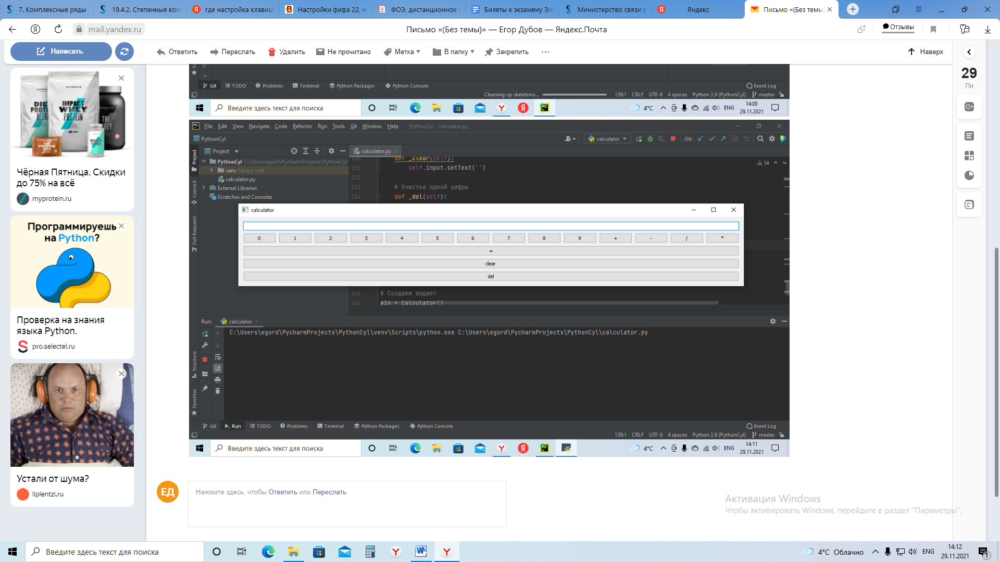 7. Комплексные ряды
19.4.2. Степенные ком
где настройка клавиш
Настройки фифа 22, на
ФОЭ, дистанционное о
Билеты к экзамену Эле
Министерство связи р
Яндекс
Письмо «(Без темы)
mail.yandex.ru
Письмо «(Без темы)» — Егор Дубов — Яндекс.Почта
Отзывы
Написать
Ответить
Переслать
Удалить
Не прочитано
Метка
В папку
Закрепить
Наверх
29
Пн
Чёрная Пятница. Скидки
до 75% на всё
myprotein.ru
Программируешь
на Python?
Проверка на знания
языка Python.
pro.selectel.ru
Устали от шума?
liplentzi.ru
Git TODO Problems Terminal Python Packages Python Console Event Log
Cleaning up skeletons... 139:1 CRLF UTF-8 4 spaces Python 3.9 (PythonCyl) master
Введите здесь текст для поиска
4°C ENG 14:09
29.11.2021
File Edit View Navigate Code Refactor Run Tools Git Window Help PythonCyl - calculator.py
PythonCyl
calculator Git:
Project
PythonCyl C:\Users\egord\PycharmProjects\PythonCyl
venv library root
calculator.py
External Libraries
Scratches and Consoles
Project
Commit
Pull Requests
Structure
Favorites
calculator.py
14
130 def _clear(self):
131 self.input.setText('')
132
133 # Очистка одной цифры
134 def _del(self):
calculator
0 1 2 3 4 5 6 7 8 9 + - / *
=
clear
del
144 # Создаем виджет
145 win = Calculator()
Run: calculator
C:\Users\egord\PycharmProjects\PythonCyl\venv\Scripts\python.exe C:\Users\egord\PycharmProjects\PythonCyl\calculator.py
Git Run TODO Problems Terminal Python Packages Python Console Event Log
139:1 CRLF UTF-8 4 spaces Python 3.9 (PythonCyl) master
Введите здесь текст для поиска
4°C ENG 14:11
29.11.2021
ЕД
Нажмите здесь, чтобы Ответить или Переслать
Активация Windows
Чтобы активировать Windows, перейдите в раздел "Параметры".
Введите здесь текст для поиска
4°C Облачно ENG 14:12
29.11.2021
1